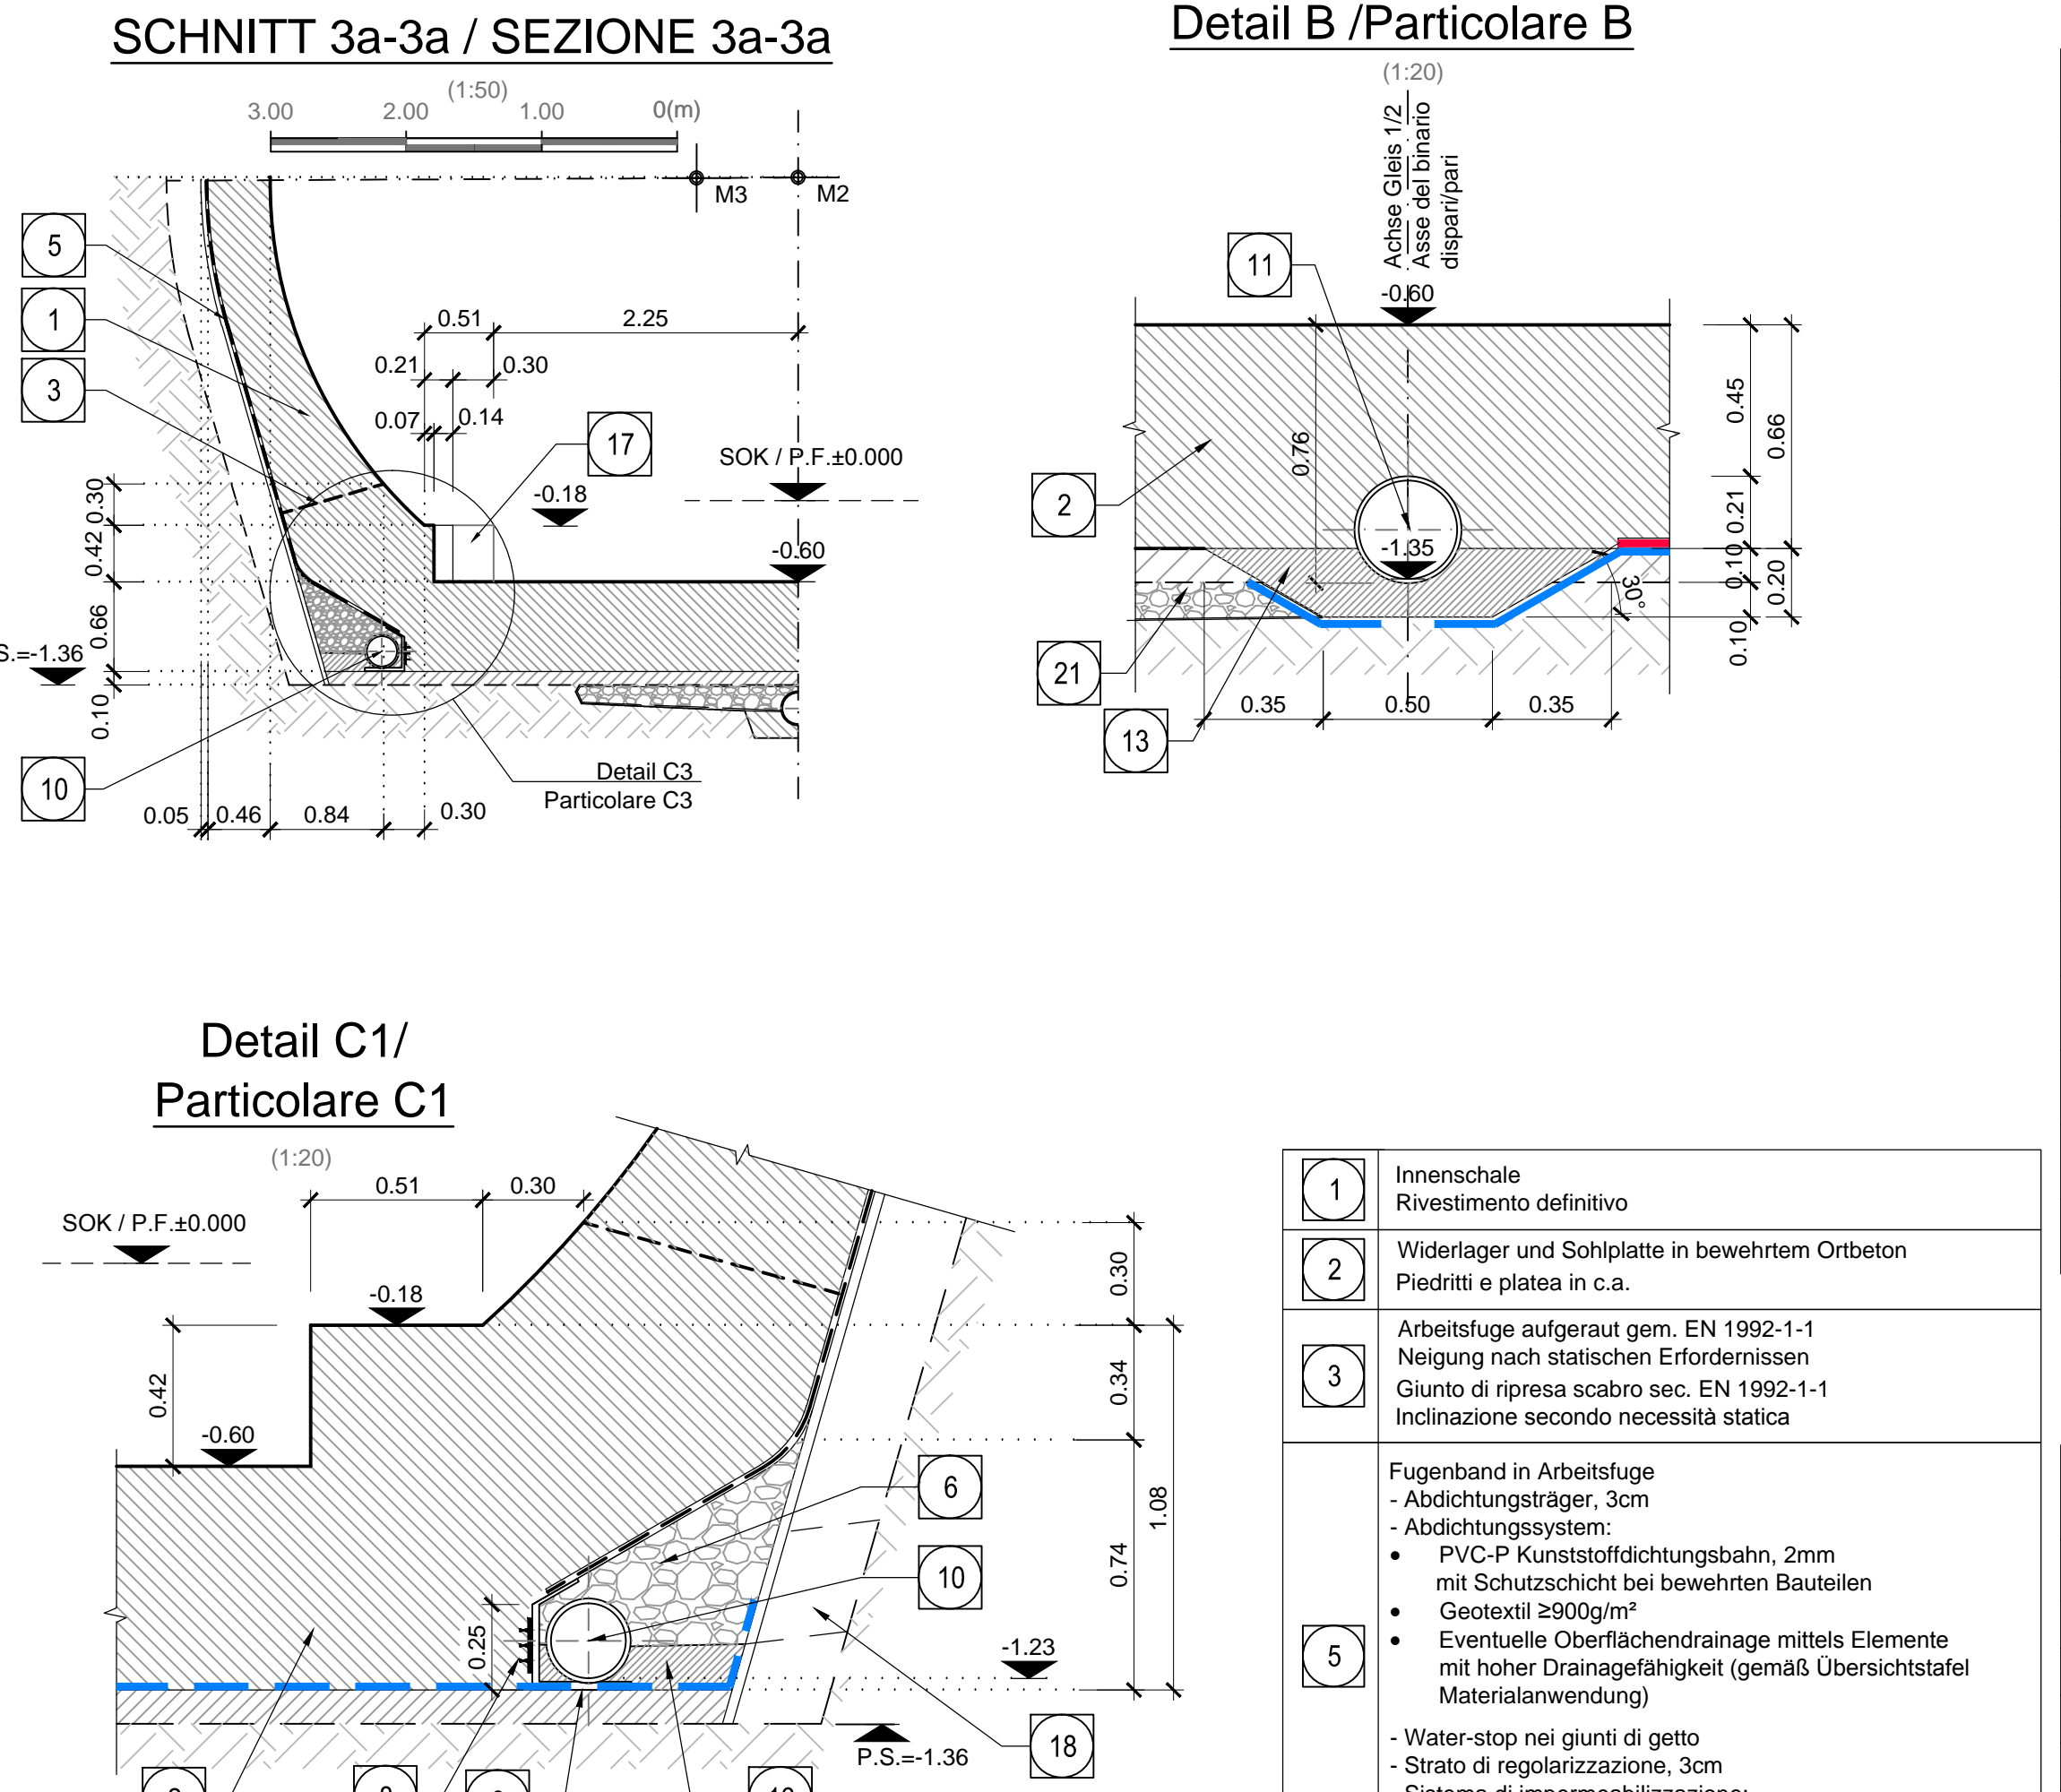 SCHNITT 3a-3a / SEZIONE 3a-3a
(1:50)
3.00 2.00 1.00 0(m)
M3 M2
5
1
3
0.51 2.25
0.21 0.30
0.07 0.14
17
SOK / P.F.±0.000
-0.18
-0.60
0.30
0.42
0.66
0.10
S.=-1.36
10
Detail C3
Particolare C3
0.05 0.46 0.84 0.30
Detail B /Particolare B
(1:20)
Achse Gleis 1/2
Asse del binario
dispari/pari
11
-0.60
0.76
2
-1.35
0.45
0.66
0.21
0.10
0.20
0.10
30°
21
13
0.35 0.50 0.35
Detail C1/
Particolare C1
(1:20)
0.51 0.30
SOK / P.F.±0.000
-0.18
0.42
-0.60
0.30
0.34
1.08
0.74
6
10
0.25
-1.23
18
P.S.=-1.36
1
Innenschale
Rivestimento definitivo
2
Widerlager und Sohlplatte in bewehrtem Ortbeton
Piedritti e platea in c.a.
3
Arbeitsfuge aufgeraut gem. EN 1992-1-1
Neigung nach statischen Erfordernissen
Giunto di ripresa scabro sec. EN 1992-1-1
Inclinazione secondo necessità statica
5
Fugenband in Arbeitsfuge
- Abdichtungsträger, 3cm
- Abdichtungssystem:
• PVC-P Kunststoffdichtungsbahn, 2mm
mit Schutzschicht bei bewehrten Bauteilen
• Geotextil ≥900g/m²
• Eventuelle Oberflächendrainage mittels Elemente
mit hoher Drainagefähigkeit (gemäß Übersichtstafel
Materialanwendung)
- Water-stop nei giunti di getto
- Strato di regolarizzazione, 3cm
- Sistema di impermeabilizzazione: